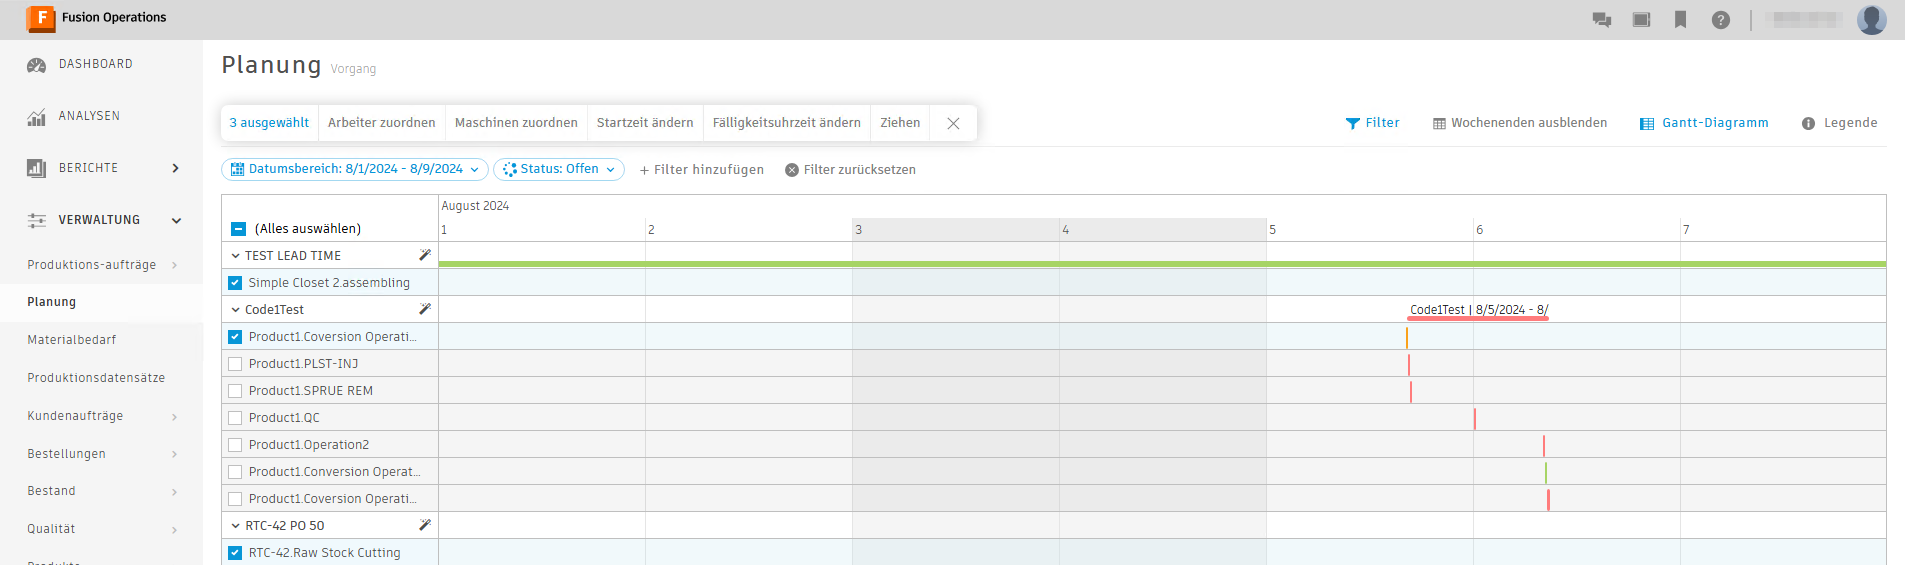 F Fusion Operations
DASHBOARD
ANALYSEN
BERICHTE
VERWALTUNG
Produktions-aufträge
Planung
Materialbedarf
Produktionsdatensätze
Kundenaufträge
Bestellungen
Bestand
Qualität
Planung Vorgang
3 ausgewählt Arbeiter zuordnen Maschinen zuordnen Startzeit ändern Fälligkeitsuhrzeit ändern Ziehen
Filter Wochenenden ausblenden Gantt-Diagramm Legende
Datumsbereich: 8/1/2024 - 8/9/2024 Status: Offen + Filter hinzufügen Filter zurücksetzen
August 2024
(Alles auswählen) 1 2 3 4 5 6 7
TEST LEAD TIME
Simple Closet 2.assembling
Code1Test Code1Test | 8/5/2024 - 8/
Product1.Coversion Operati...
Product1.PLST-INJ
Product1.SPRUE REM
Product1.QC
Product1.Operation2
Product1.Conversion Operat...
Product1.Coversion Operati...
RTC-42 PO 50
RTC-42.Raw Stock Cutting